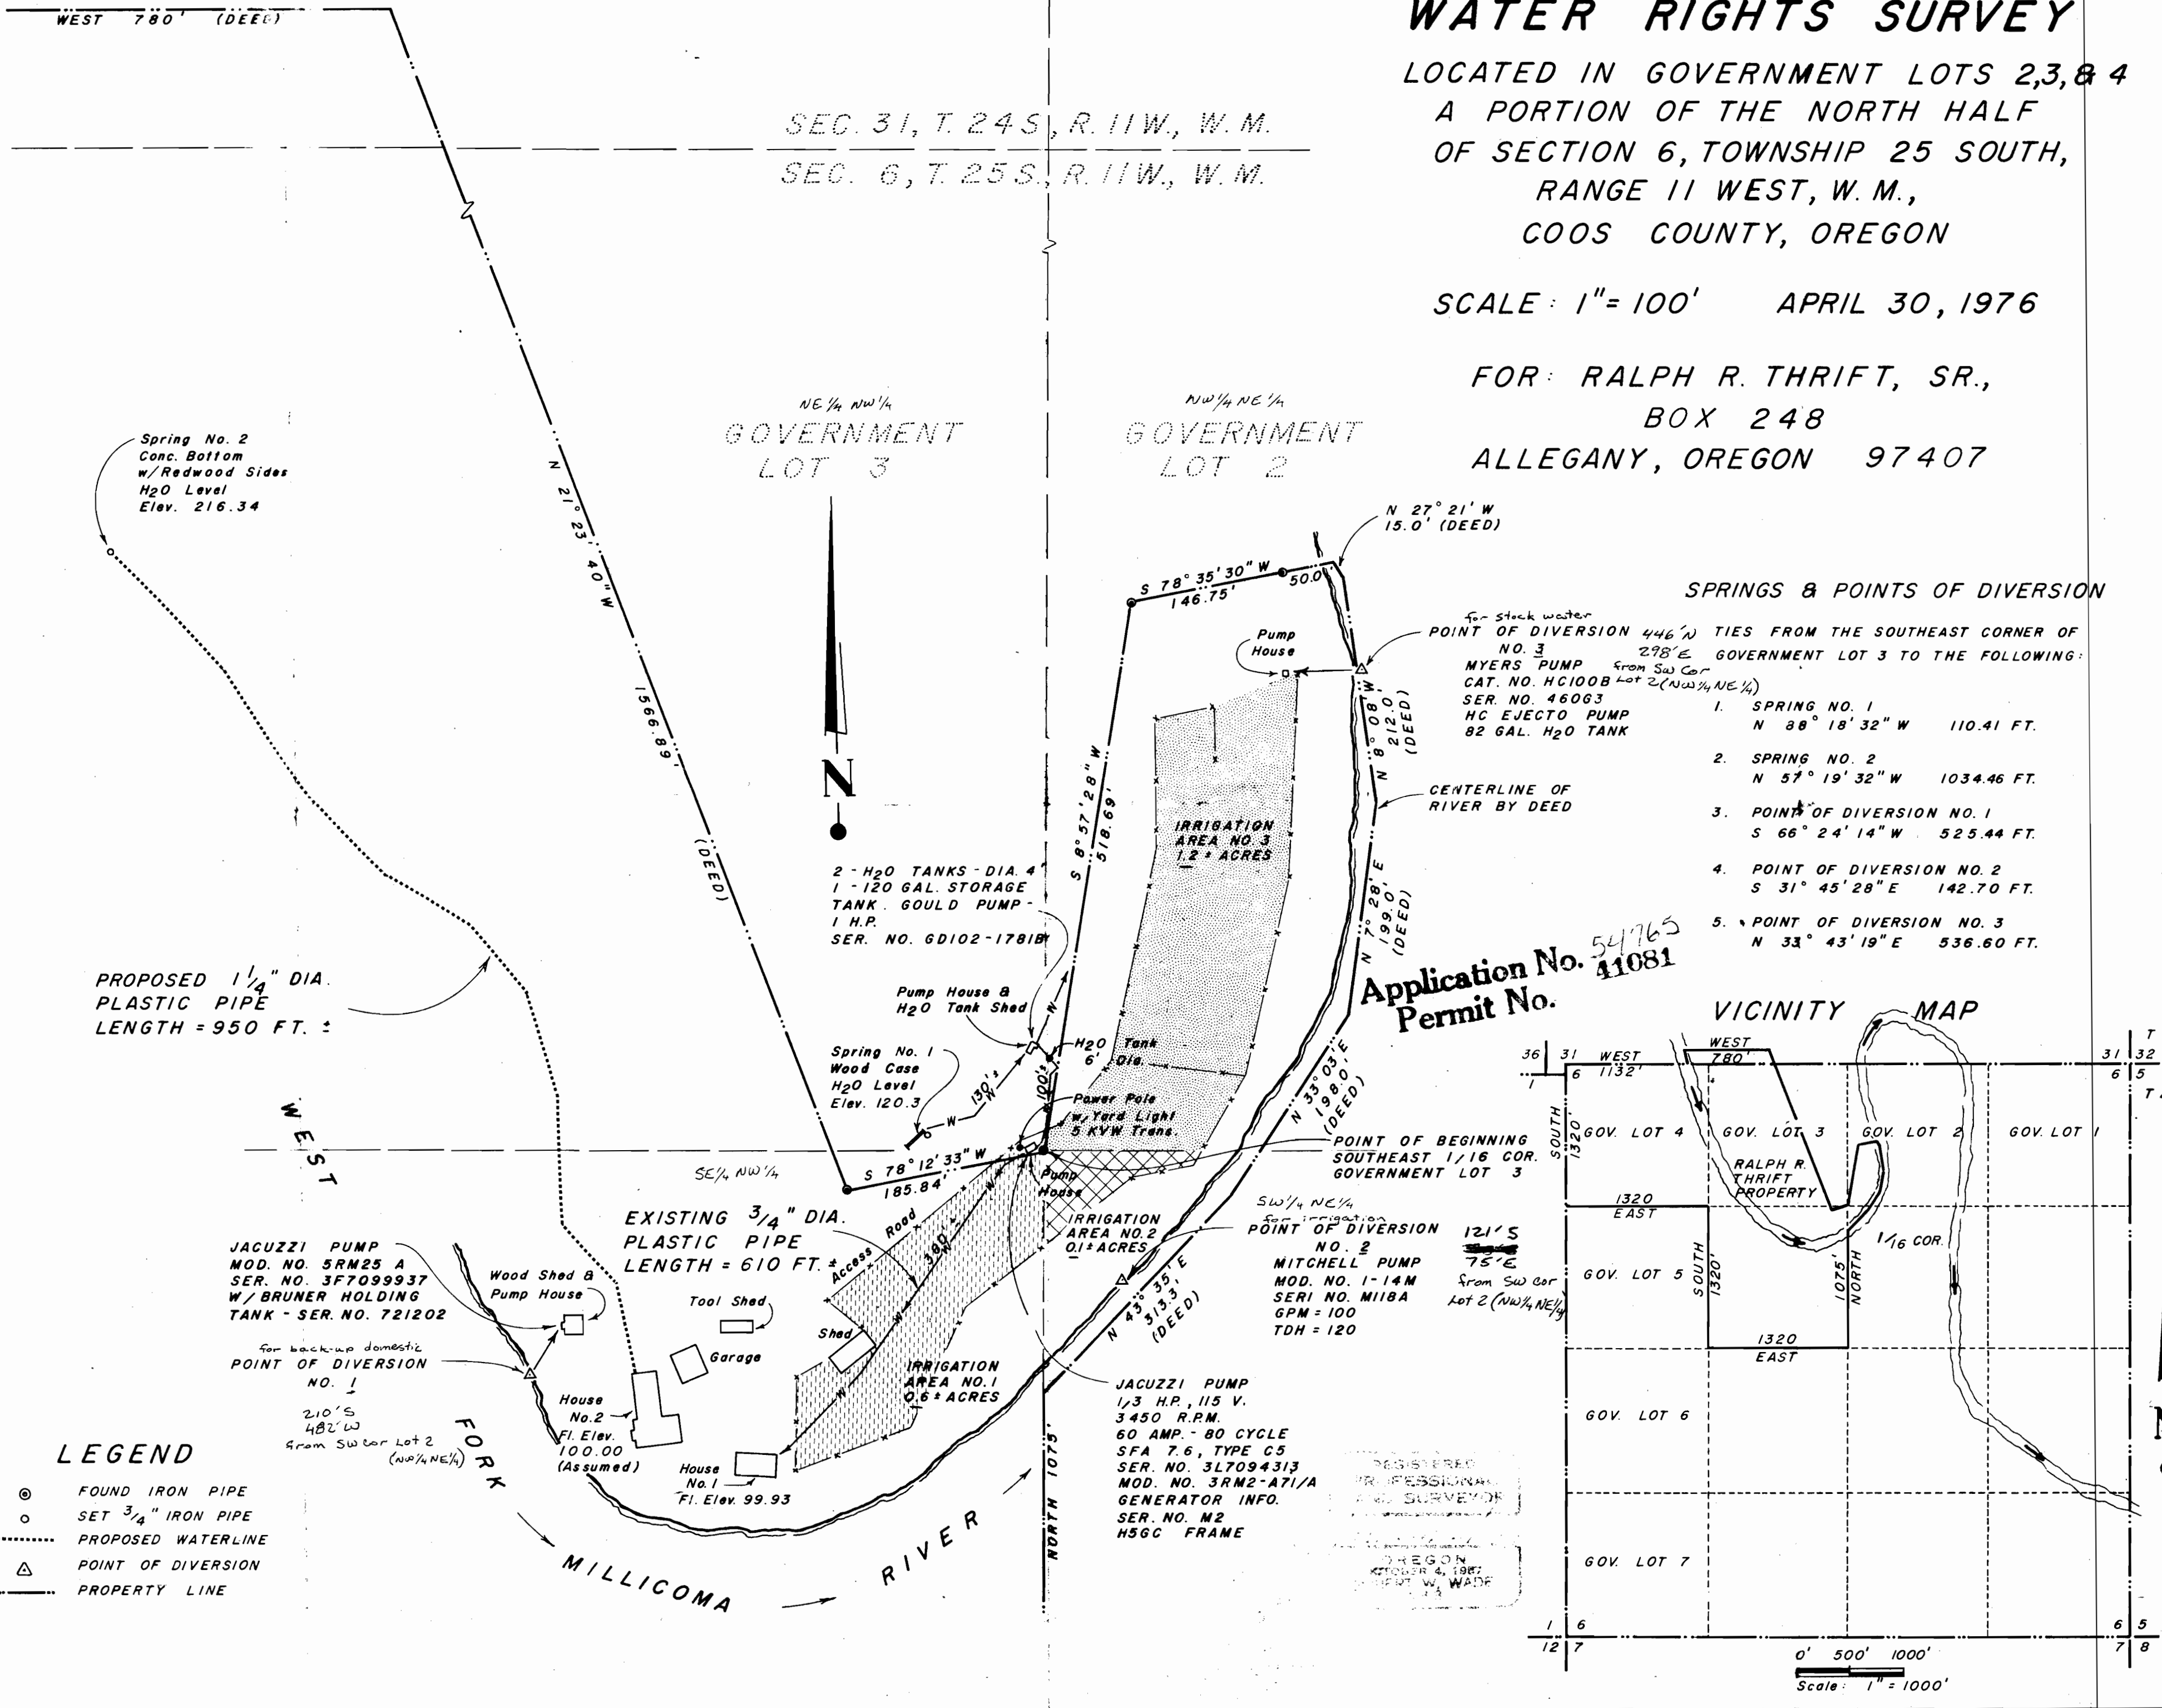 WATER RIGHTS SURVEY
LOCATED IN GOVERNMENT LOTS 2,3,& 4
A PORTION OF THE NORTH HALF
OF SECTION 6, TOWNSHIP 25 SOUTH,
RANGE 11 WEST, W. M.,
COOS COUNTY, OREGON
SCALE: 1"= 100' APRIL 30, 1976
FOR: RALPH R. THRIFT, SR.,
BOX 248
ALLEGANY, OREGON 97407
WEST 780' (DEED)
SEC. 31, T. 24 S., R. 11 W., W. M.
SEC. 6, T. 25 S., R. 11 W., W. M.
NE 1/4 NW 1/4
GOVERNMENT
LOT 3
NW 1/4 NE 1/4
GOVERNMENT
LOT 2
Spring No. 2
Conc. Bottom
w/Redwood Sides
H2O Level
Elev. 216.34
N 21° 23' 40" W
1566.89'
(DEED)
N
N 27° 21' W
15.0' (DEED)
S 78° 35' 30" W
146.75'
50.0'
Pump
House
for stock water
POINT OF DIVERSION
NO. 3
MYERS PUMP
CAT. NO. HC100B
SER. NO. 460G3
HC EJECTO PUMP
82 GAL. H2O TANK
446' N
298' E
from SW Cor
Lot 2 (NW 1/4 NE 1/4)
SPRINGS & POINTS OF DIVERSION
TIES FROM THE SOUTHEAST CORNER OF
GOVERNMENT LOT 3 TO THE FOLLOWING:
1. SPRING NO. 1
N 88° 18' 32" W 110.41 FT.
2. SPRING NO. 2
N 57° 19' 32" W 1034.46 FT.
3. POINT OF DIVERSION NO. 1
S 66° 24' 14" W 525.44 FT.
4. POINT OF DIVERSION NO. 2
S 31° 45' 28" E 142.70 FT.
5. POINT OF DIVERSION NO. 3
N 33° 43' 19" E 536.60 FT.
N 8° 08' W
212.0'
(DEED)
CENTERLINE OF
RIVER BY DEED
S 8° 57' 28" W
518.69'
IRRIGATION
AREA NO. 3
1.2 ± ACRES
N 7° 28' E
199.0'
(DEED)
2 - H2O TANKS - DIA. 4'
1 - 120 GAL. STORAGE
TANK. GOULD PUMP -
1 H.P.
SER. NO. GD102-1781B
Application No. 54765
Permit No. 41081
PROPOSED 1 1/4" DIA.
PLASTIC PIPE
LENGTH = 950 FT. ±
Pump House &
H2O Tank Shed
H2O Tank
6' Dia.
Spring No. 1
Wood Case
H2O Level
Elev. 120.3
W
130'±
W
W
W
100'±
Power Pole
w/Yard Light
5 KVW Trans.
N 33° 03' E
198.0'
(DEED)
POINT OF BEGINNING
SOUTHEAST 1/16 COR.
GOVERNMENT LOT 3
SE 1/4 NW 1/4
S 78° 12' 33" W
185.84'
Pump
House
SW 1/4 NE 1/4
for irrigation
POINT OF DIVERSION
NO. 2
MITCHELL PUMP
MOD. NO. 1-14M
SERI NO. M118A
GPM = 100
TDH = 120
121' S
75' E
from SW cor
Lot 2 (NW 1/4 NE 1/4)
IRRIGATION
AREA NO. 2
0.1 ± ACRES
EXISTING 3/4" DIA.
PLASTIC PIPE
LENGTH = 610 FT. ±
Access Road
W
380'±
W
W
W
N 43° 35' E
313.3'
(DEED)
JACUZZI PUMP
MOD. NO. 5RM25 A
SER. NO. 3F7099937
W/ BRUNER HOLDING
TANK - SER. NO. 721202
Wood Shed &
Pump House
Tool Shed
Garage
Shed
for back-up domestic
POINT OF DIVERSION
NO. 1
210' S
482' W
from SW cor Lot 2
(NW 1/4 NE 1/4)
House
No. 2
Fl. Elev.
100.00
(Assumed)
House
No. 1
Fl. Elev. 99.93
IRRIGATION
AREA NO. 1
0.6 ± ACRES
JACUZZI PUMP
1/3 H.P., 115 V.
3450 R.P.M.
60 AMP. - 80 CYCLE
SFA 7.6, TYPE C5
SER. NO. 3L7094313
MOD. NO. 3RM2-A71/A
GENERATOR INFO.
SER. NO. M2
H5GC FRAME
NORTH 1075'
WEST
FORK
MILLICOMA
RIVER
LEGEND
FOUND IRON PIPE
SET 3/4" IRON PIPE
PROPOSED WATERLINE
POINT OF DIVERSION
PROPERTY LINE
REGISTERED
PROFESSIONAL
LAND SURVEYOR
OREGON
OCTOBER 4, 1967
ROBERT W. WADE
VICINITY MAP
36
31
1
6
WEST
1132'
WEST
780'
31
32
6
5
T
T
SOUTH
1320'
GOV. LOT 4
GOV. LOT 3
GOV. LOT 2
GOV. LOT 1
RALPH R.
THRIFT
PROPERTY
1320
EAST
1/16 COR.
GOV. LOT 5
SOUTH
1320'
1075'
NORTH
1320
EAST
GOV. LOT 6
GOV. LOT 7
1
6
12
7
6
5
7
8
0' 500' 1000'
Scale: 1" = 1000'